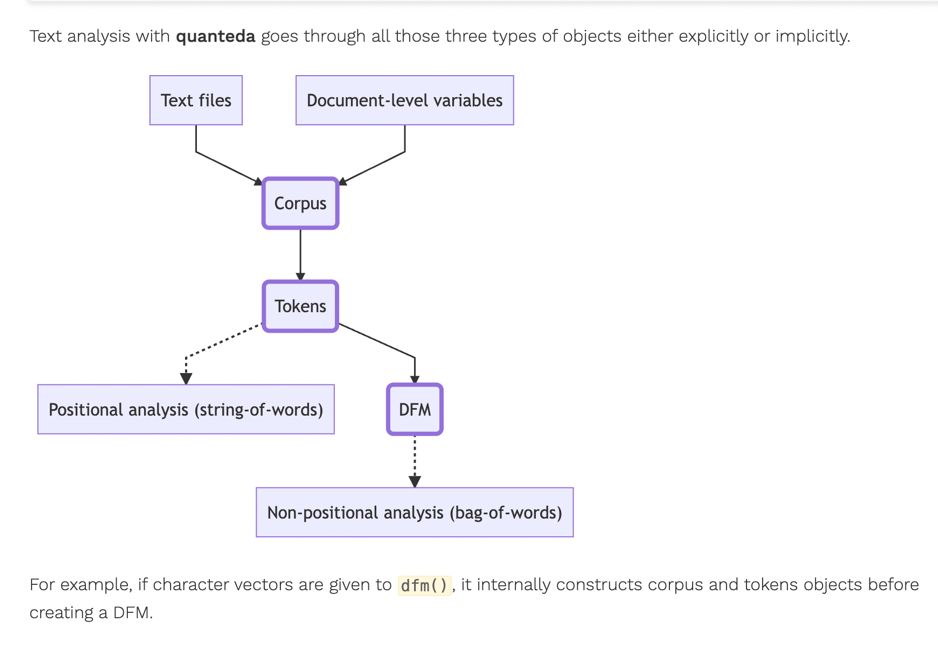 Text analysis with quanteda goes through all those three types of objects either explicitly or implicitly.
Text files
Document-level variables
Corpus
Tokens
Positional analysis (string-of-words)
DFM
Non-positional analysis (bag-of-words)
For example, if character vectors are given to dfm(), it internally constructs corpus and tokens objects before
creating a DFM.